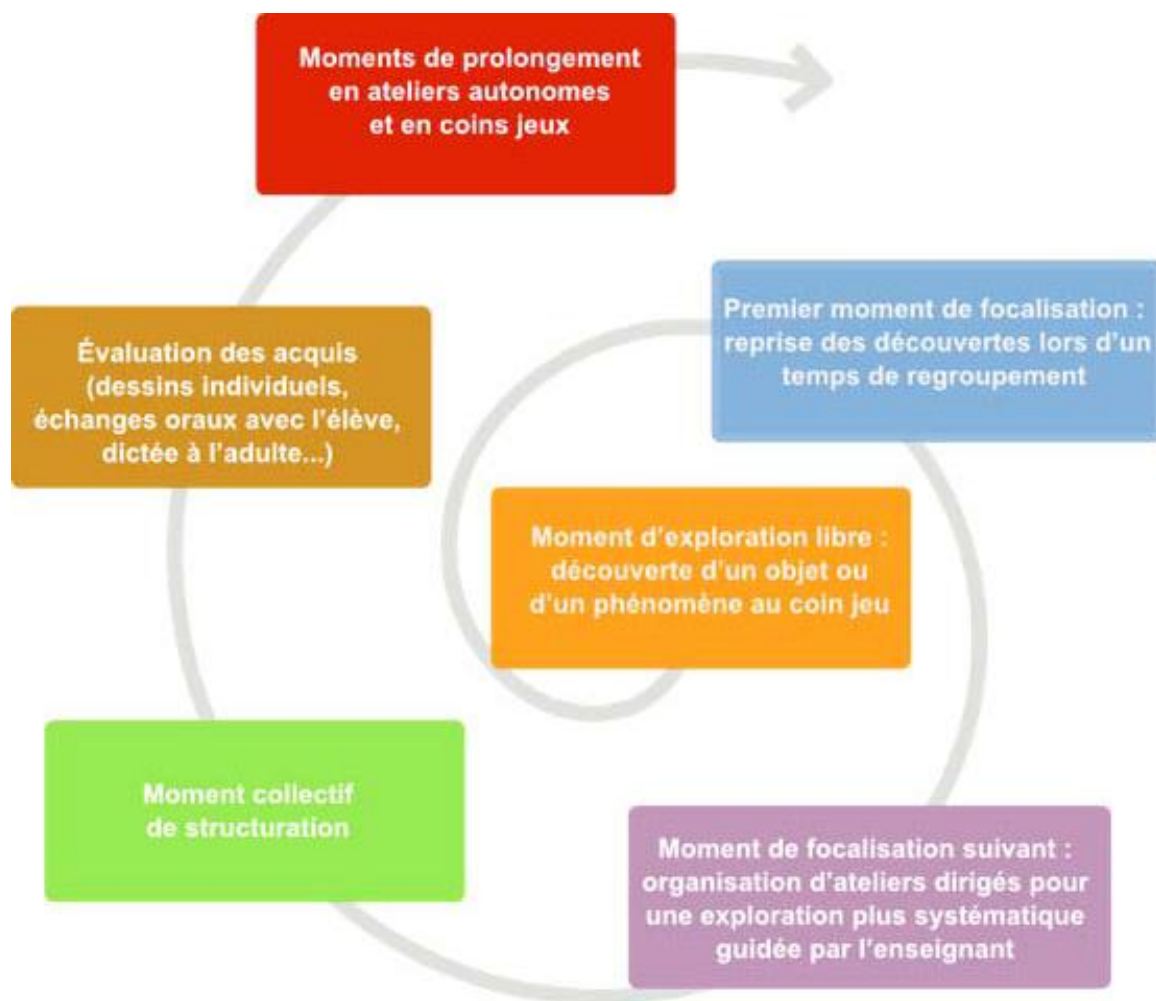 Moments de prolongement
en ateliers autonomes
et en coins jeux
Premier moment de focalisation :
reprise des découvertes lors d’un
temps de regroupement
Évaluation des acquis
(dessins individuels,
échanges oraux avec l’élève,
dictée à l’adulte...)
Moment d’exploration libre :
découverte d’un objet ou
d’un phénomène au coin jeu
Moment collectif
de structuration
Moment de focalisation suivant :
organisation d’ateliers dirigés pour
une exploration plus systématique
guidée par l’enseignant